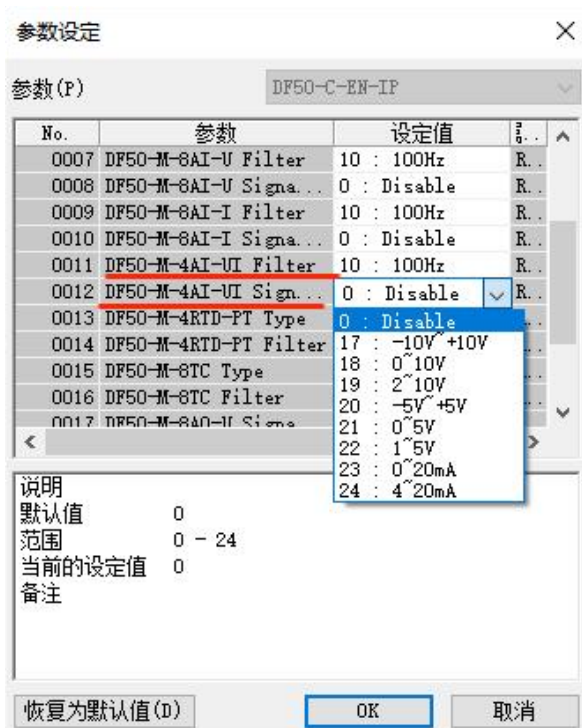 参数设定
参数(P) DF50-C-EN-IP
No. 参数 设定值
0007 DF50-M-8AI-U Filter 10 : 100Hz R..
0008 DF50-M-8AI-U Signa... 0 : Disable R..
0009 DF50-M-8AI-I Filter 10 : 100Hz R..
0010 DF50-M-8AI-I Signa... 0 : Disable R..
0011 DF50-M-4AI-UI Filter 10 : 100Hz R..
0012 DF50-M-4AI-UI Sign... 0 : Disable R..
0013 DF50-M-4RTD-PT Type
0014 DF50-M-4RTD-PT Filter
0015 DF50-M-8TC Type
0016 DF50-M-8TC Filter
0017 DF50-M-8AO-U Signa
0 : Disable
17 : -10V~+10V
18 : 0~10V
19 : 2~10V
20 : -5V~+5V
21 : 0~5V
22 : 1~5V
23 : 0~20mA
24 : 4~20mA
说明
默认值 0
范围 0 - 24
当前的设定值 0
备注
恢复为默认值(D) OK 取消